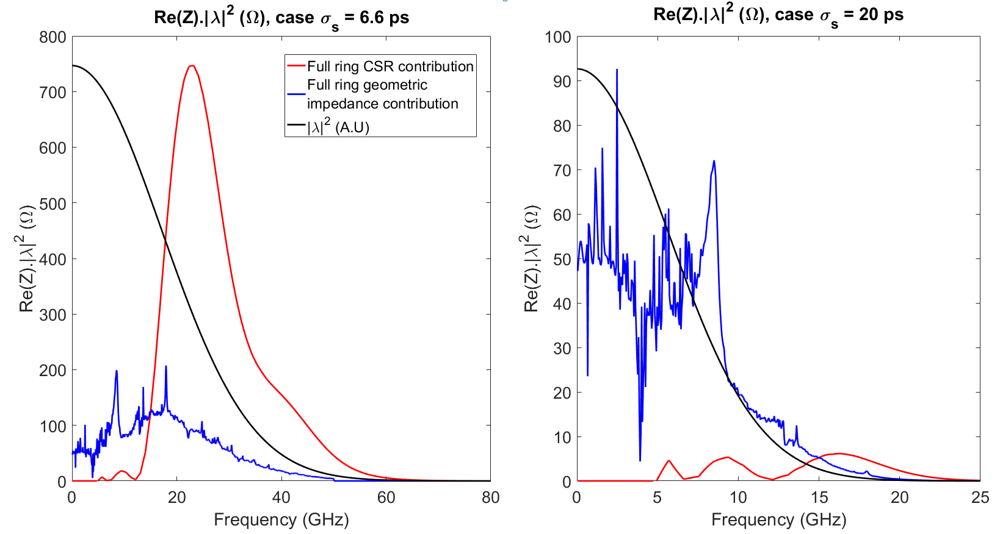 Re(Z).|λ|² (Ω), case σₛ = 6.6 ps
800
700
600
500
400
300
200
100
0
Re(Z).|λ|² (Ω)
Full ring CSR contribution
Full ring geometric
impedance contribution
|λ|² (A.U)
0 20 40 60 80
Frequency (GHz)
Re(Z).|λ|² (Ω), case σₛ = 20 ps
100
90
80
70
60
50
40
30
20
10
0
Re(Z).|λ|² (Ω)
0 5 10 15 20 25
Frequency (GHz)